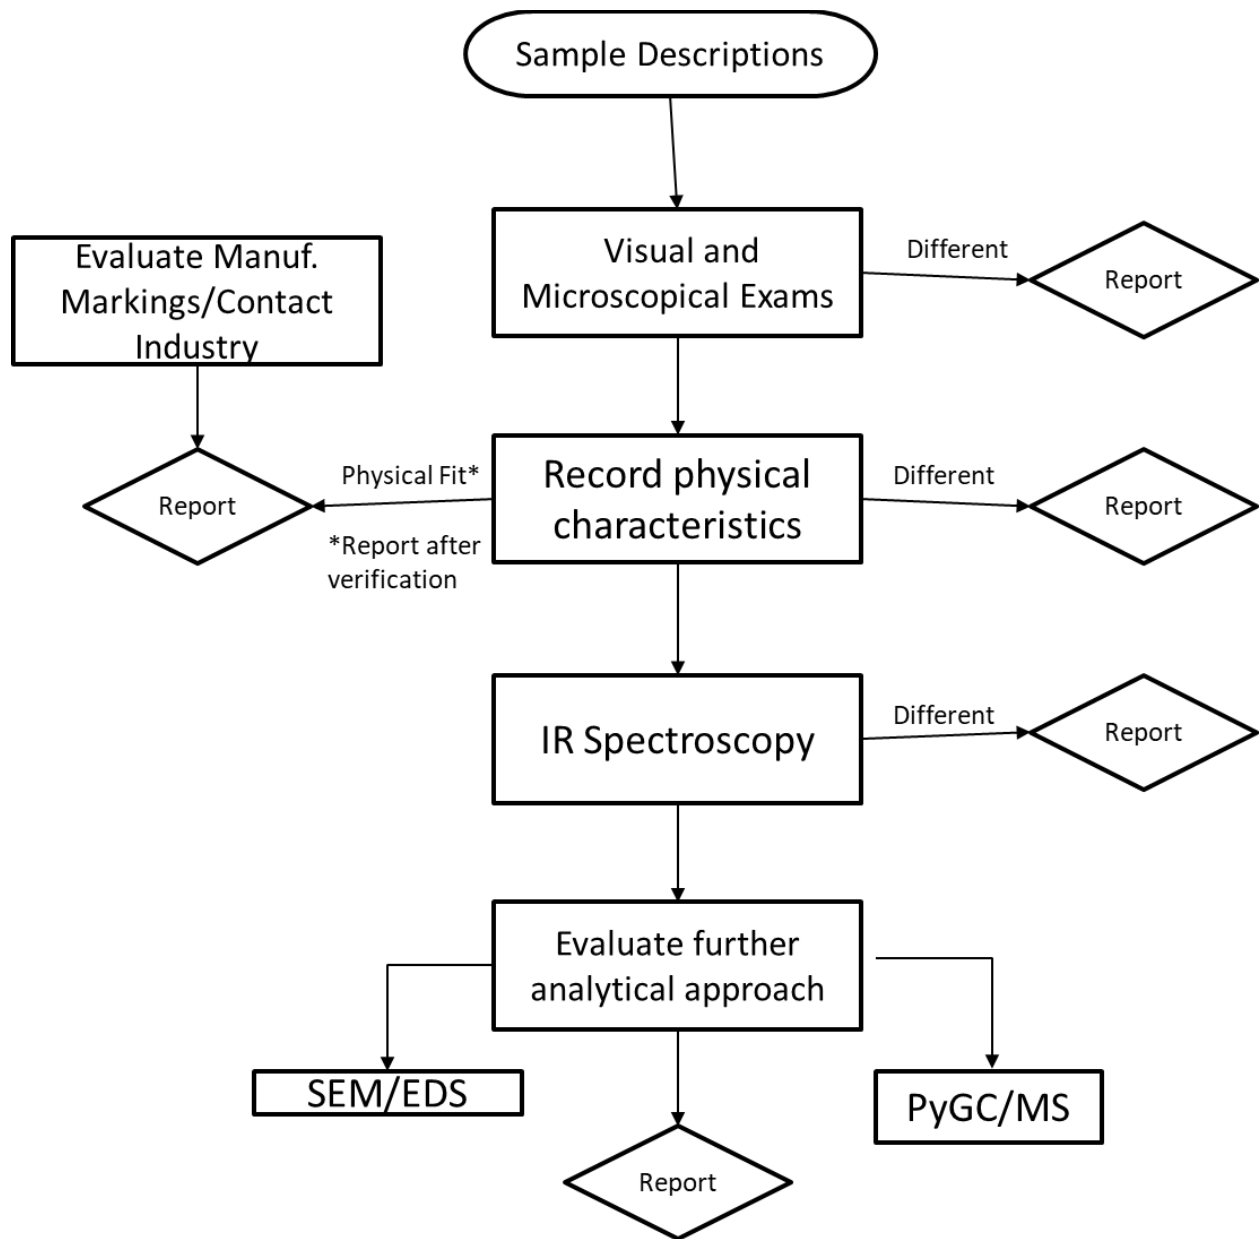 Sample Descriptions
Visual and
Microscopical Exams
Different
Report
Evaluate Manuf.
Markings/Contact
Industry
Report
Physical Fit*
*Report after
verification
Record physical
characteristics
Different
Report
IR Spectroscopy
Different
Report
Evaluate further
analytical approach
SEM/EDS
PyGC/MS
Report